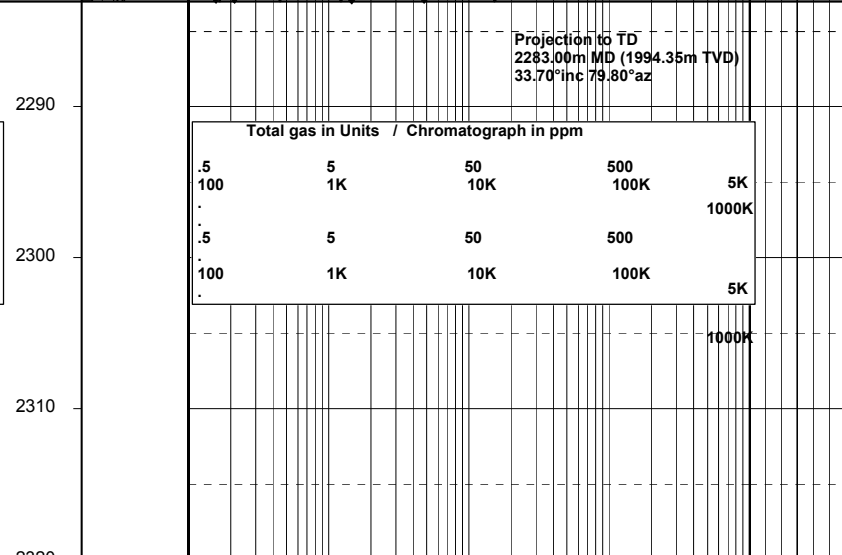 Projection to TD
2283.00m MD (1994.35m TVD)
33.70°inc 79.80°az
2290
Total gas in Units / Chromatograph in ppm
.5 5 50 500
100 1K 10K 100K 5K
.
1000K
.
.5 5 50 500
2300
.
100 1K 10K 100K
5K
.
1000K
2310